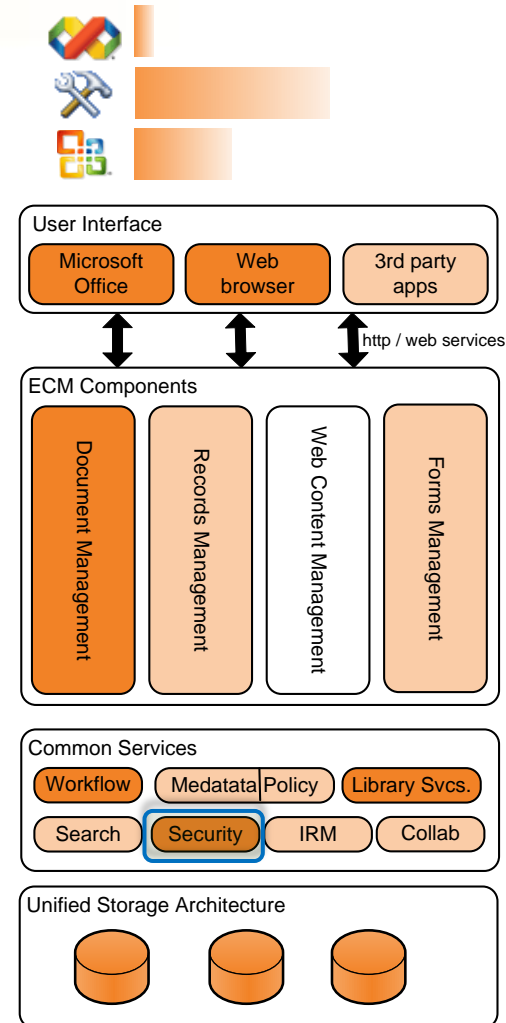 User Interface
Microsoft
Office
Web
browser
3rd party
apps
http / web services
ECM Components
Document Management
Records Management
Web Content Management
Forms Management
Common Services
Workflow
Medatata Policy
Library Svcs.
Search
Security
IRM
Collab
Unified Storage Architecture